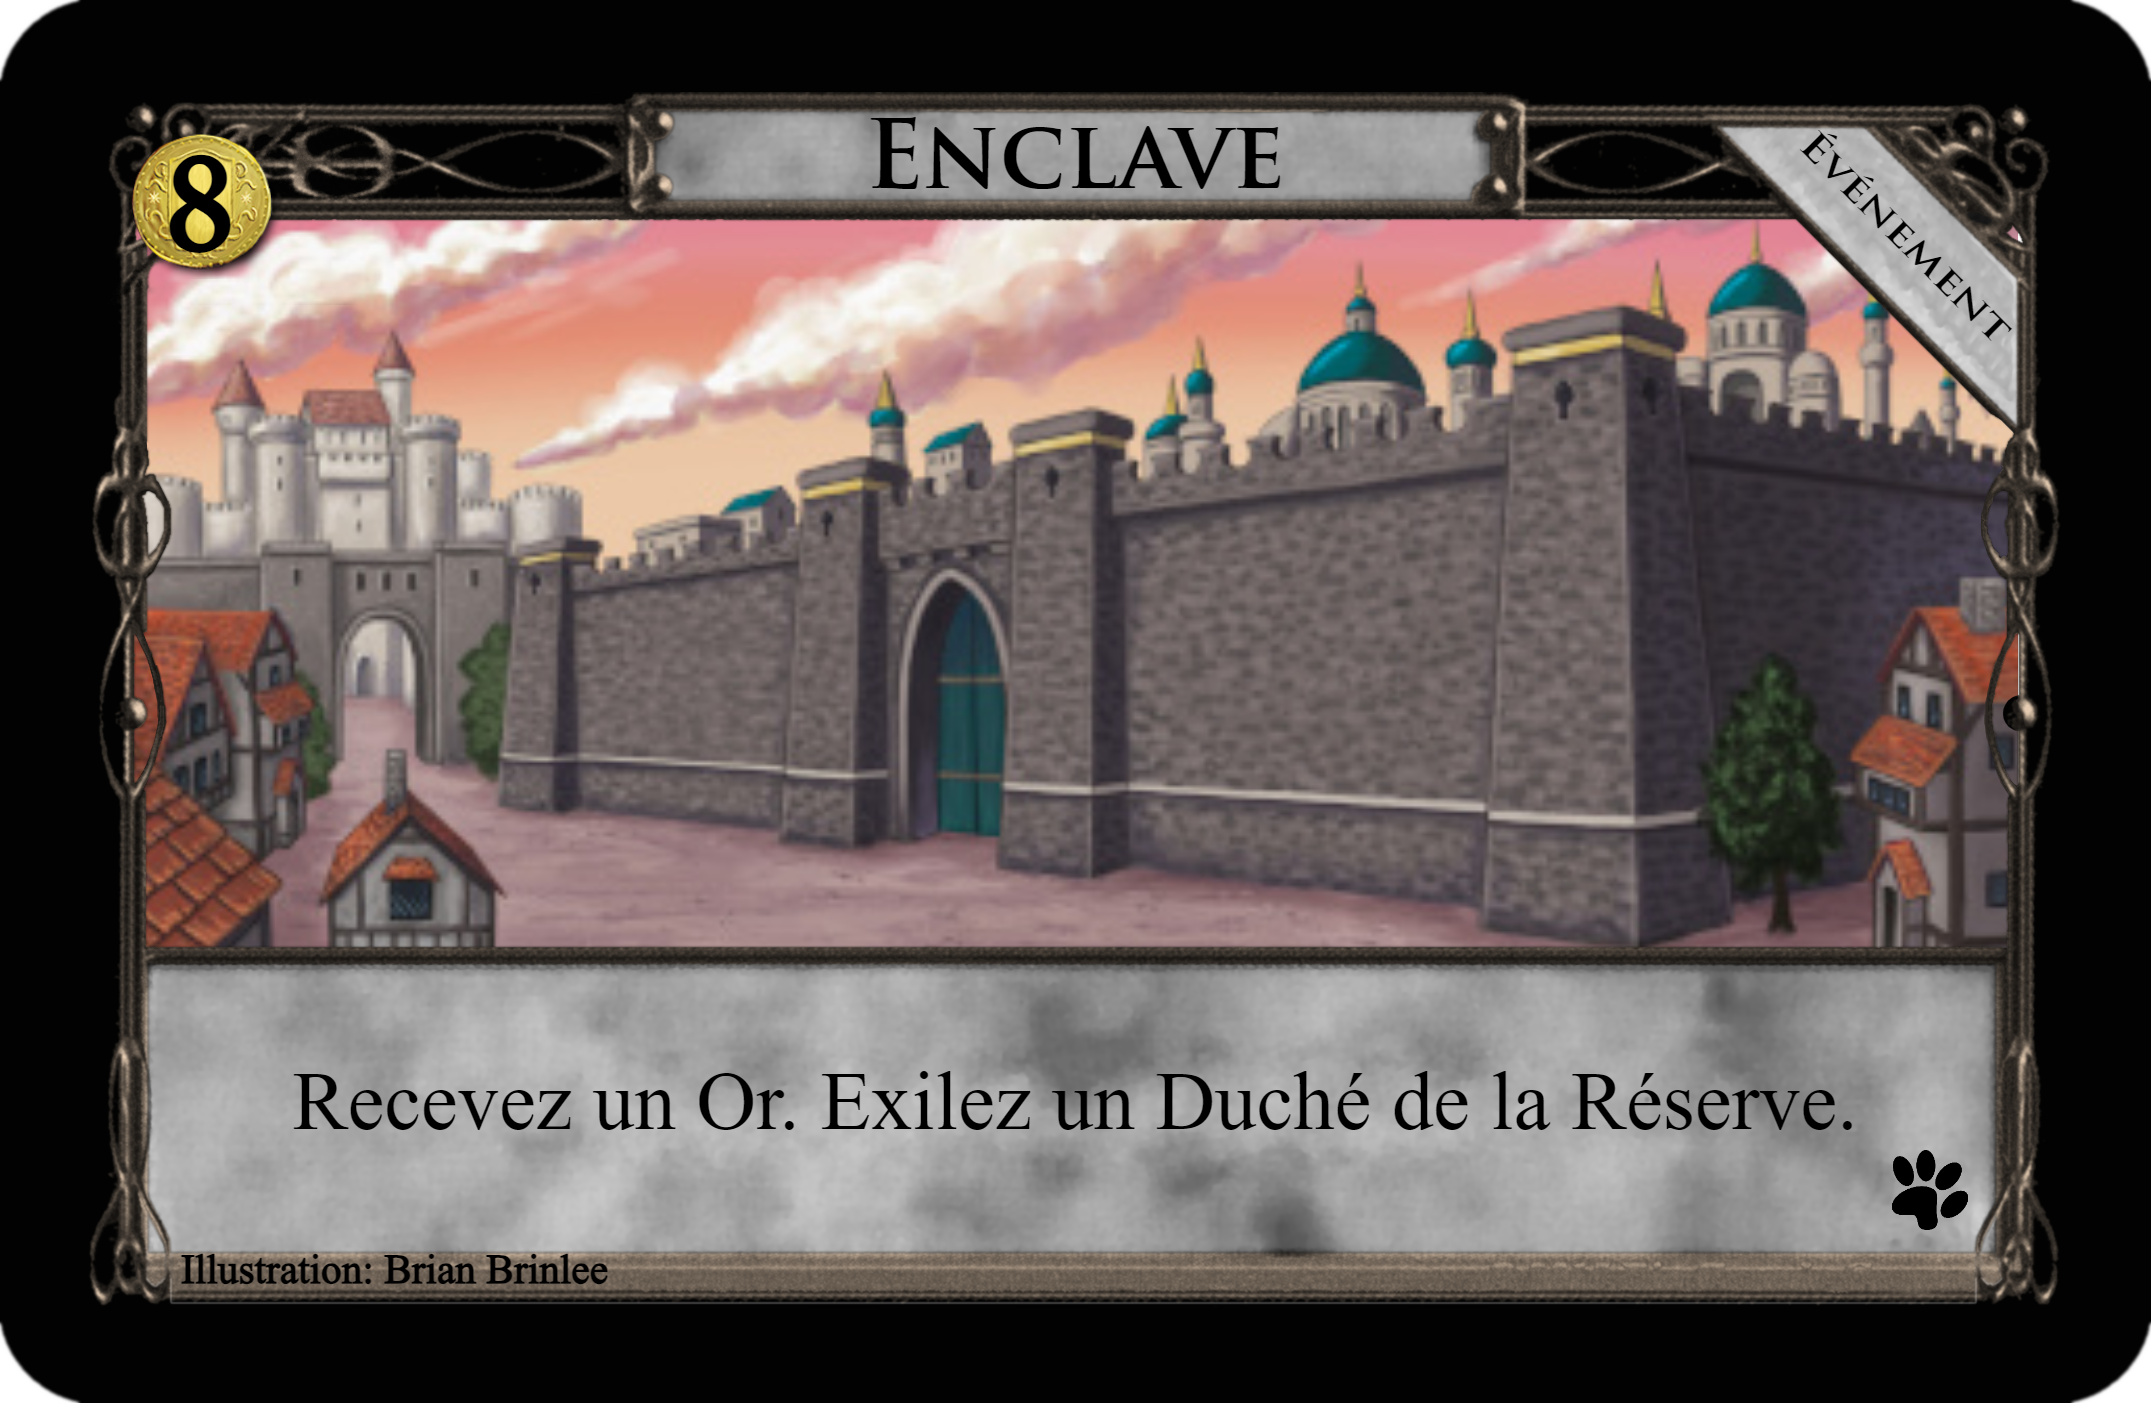 8
ENCLAVE
ÉVÉNEMENT
Recevez un Or. Exilez un Duché de la Réserve.
Illustration: Brian Brinlee